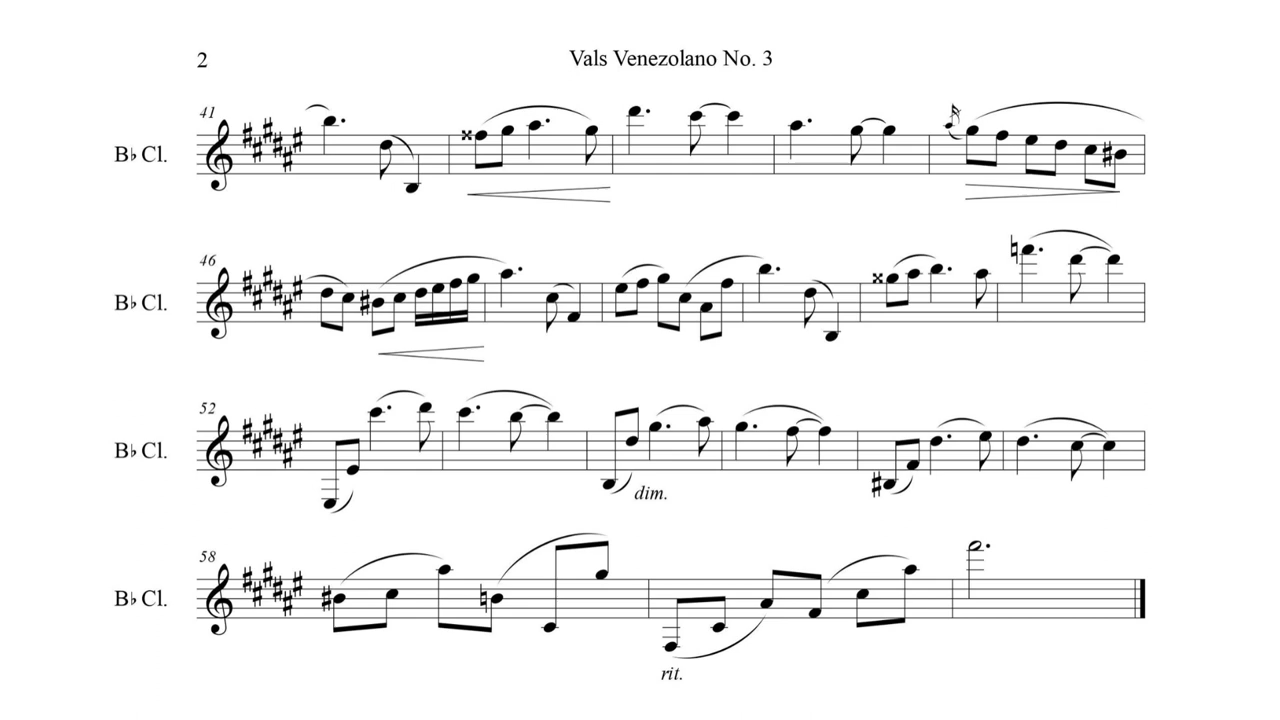 2
Vals Venezolano No. 3
41
B♭ Cl.
46
B♭ Cl.
52
B♭ Cl.
dim.
58
B♭ Cl.
rit.